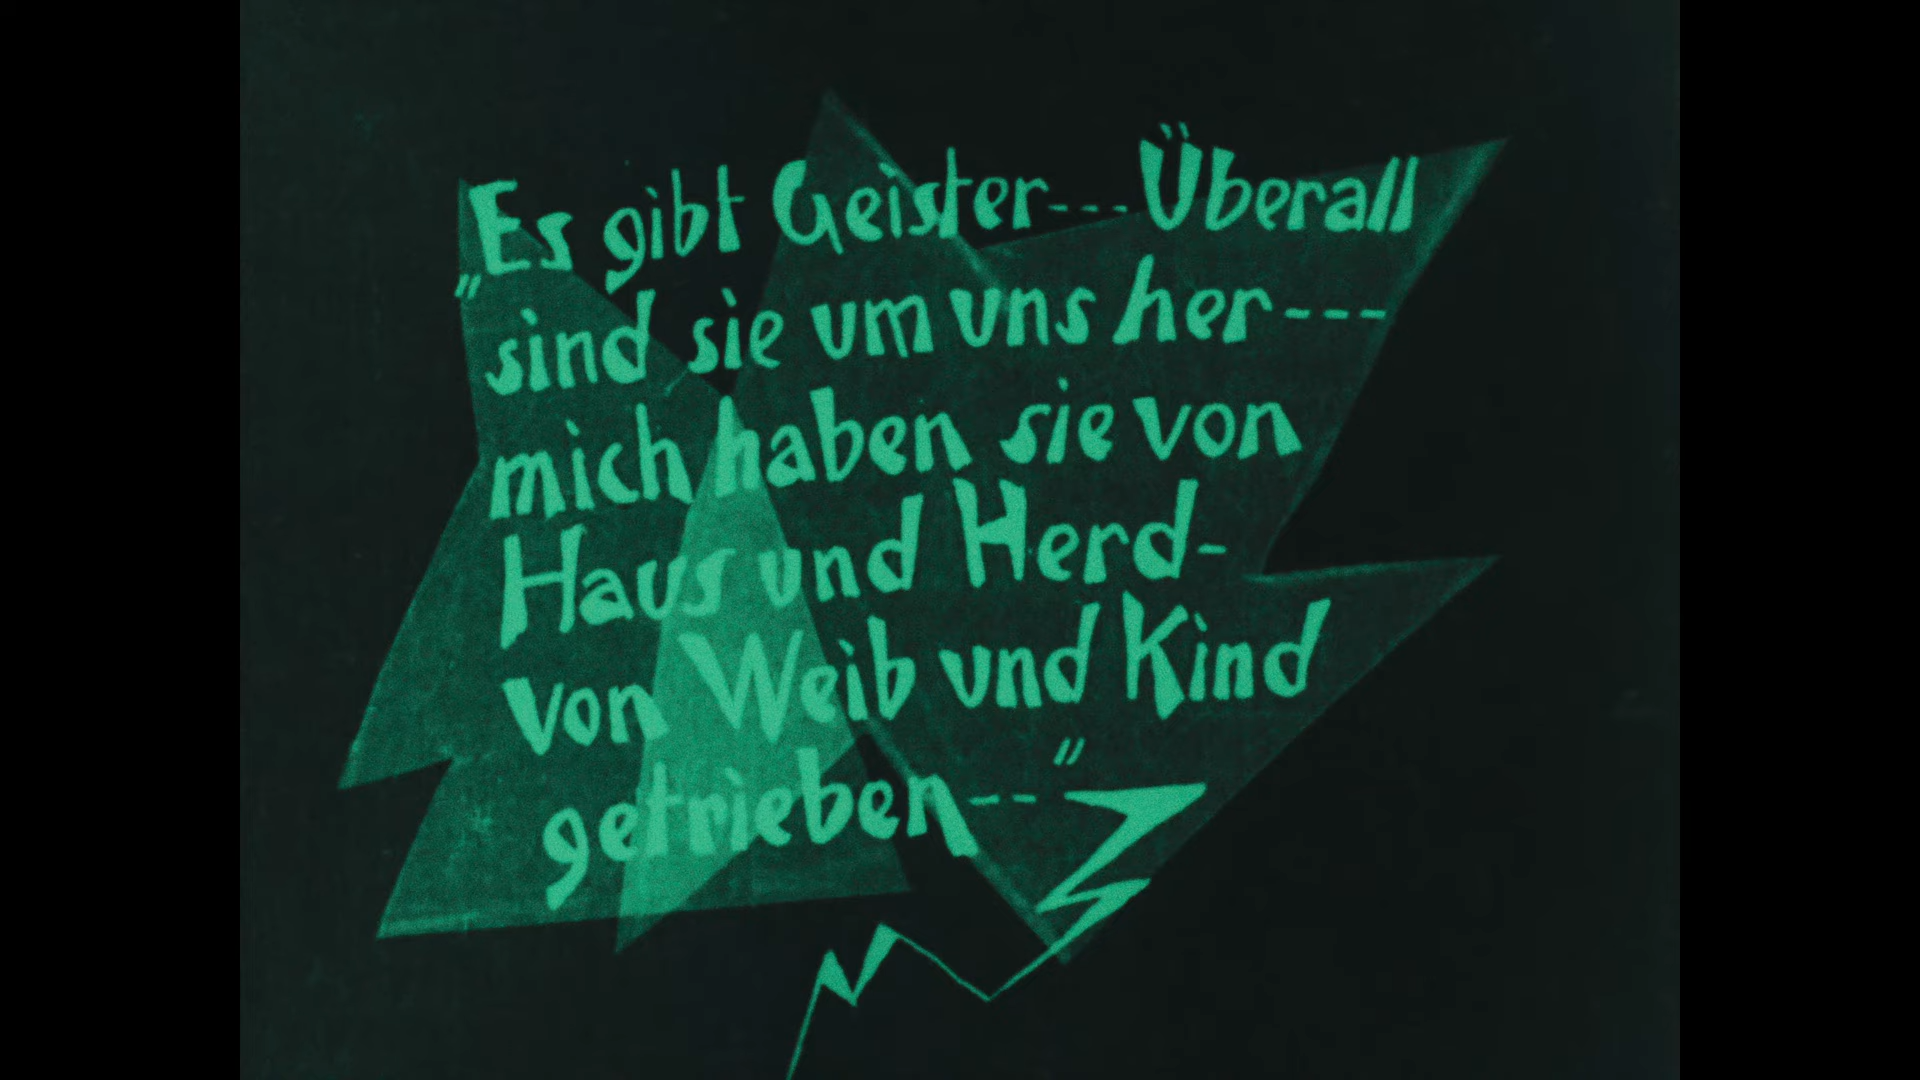 „Es gibt Geister--- Überall
sind sie um uns her----
mich haben sie von
Haus und Herd-
von Weib und Kind
getrieben---"